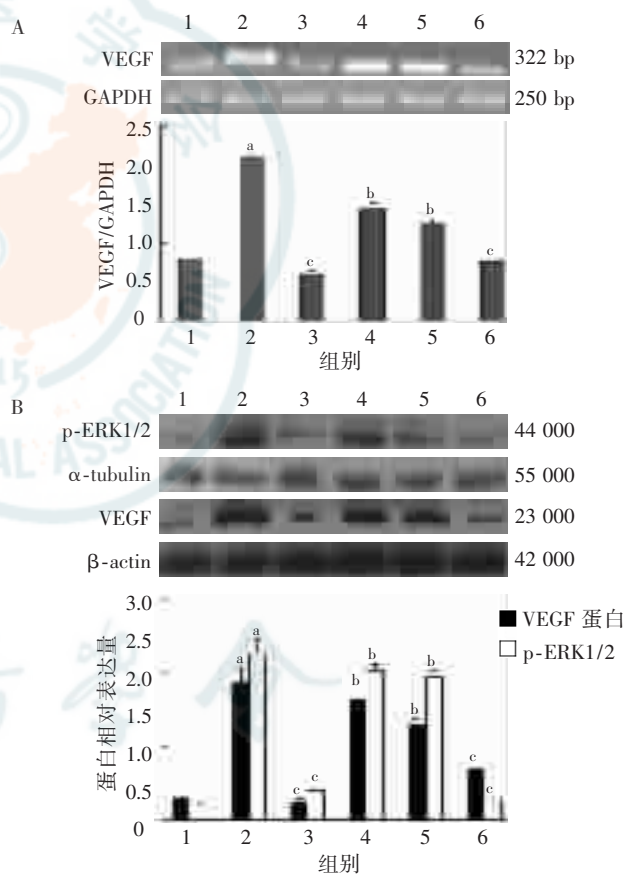 A
1 2 3 4 5 6
VEGF 322 bp
GAPDH 250 bp
VEGF/GAPDH
2.5
2.0
1.5
1.0
0.5
0
a
b
b
c
c
1 2 3 4 5 6
组别
B
1 2 3 4 5 6
p-ERK1/2 44 000
α-tubulin 55 000
VEGF 23 000
β-actin 42 000
蛋白相对表达量
3.0
2.5
2.0
1.5
1.0
0.5
0
VEGF 蛋白
p-ERK1/2
a a
b b
b b
c c
c c
1 2 3 4 5 6
组别
ASSOCIATION